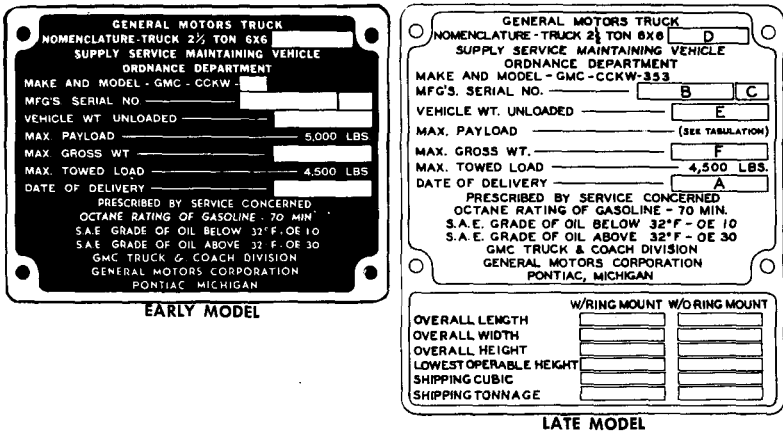 GENERAL MOTORS TRUCK
NOMENCLATURE-TRUCK 2½ TON 6X6
SUPPLY SERVICE MAINTAINING VEHICLE
ORDNANCE DEPARTMENT
MAKE AND MODEL - GMC - CCKW -
MFG'S SERIAL NO.
VEHICLE WT. UNLOADED
MAX. PAYLOAD 5,000 LBS
MAX. GROSS WT
MAX. TOWED LOAD 4,500 LBS
DATE OF DELIVERY
PRESCRIBED BY SERVICE CONCERNED
OCTANE RATING OF GASOLINE - 70 MIN.
S.A.E. GRADE OF OIL BELOW 32°F - OE 10
S.A.E. GRADE OF OIL ABOVE 32°F - OE 30
GMC TRUCK & COACH DIVISION
GENERAL MOTORS CORPORATION
PONTIAC MICHIGAN
EARLY MODEL
GENERAL MOTORS TRUCK
NOMENCLATURE - TRUCK 2½ TON 6X6 D
SUPPLY SERVICE MAINTAINING VEHICLE
ORDNANCE DEPARTMENT
MAKE AND MODEL - GMC-CCKW-353
MFG'S. SERIAL NO. B C
VEHICLE WT. UNLOADED E
MAX. PAYLOAD (SEE TABULATION)
MAX. GROSS WT. F
MAX. TOWED LOAD 4,500 LBS.
DATE OF DELIVERY A
PRESCRIBED BY SERVICE CONCERNED
OCTANE RATING OF GASOLINE - 70 MIN.
S.A.E. GRADE OF OIL BELOW 32°F - OE 10
S.A.E. GRADE OF OIL ABOVE 32°F - OE 30
GMC TRUCK & COACH DIVISION
GENERAL MOTORS CORPORATION
PONTIAC, MICHIGAN
W/RING MOUNT W/O RING MOUNT
OVERALL LENGTH
OVERALL WIDTH
OVERALL HEIGHT
LOWEST OPERABLE HEIGHT
SHIPPING CUBIC
SHIPPING TONNAGE
LATE MODEL